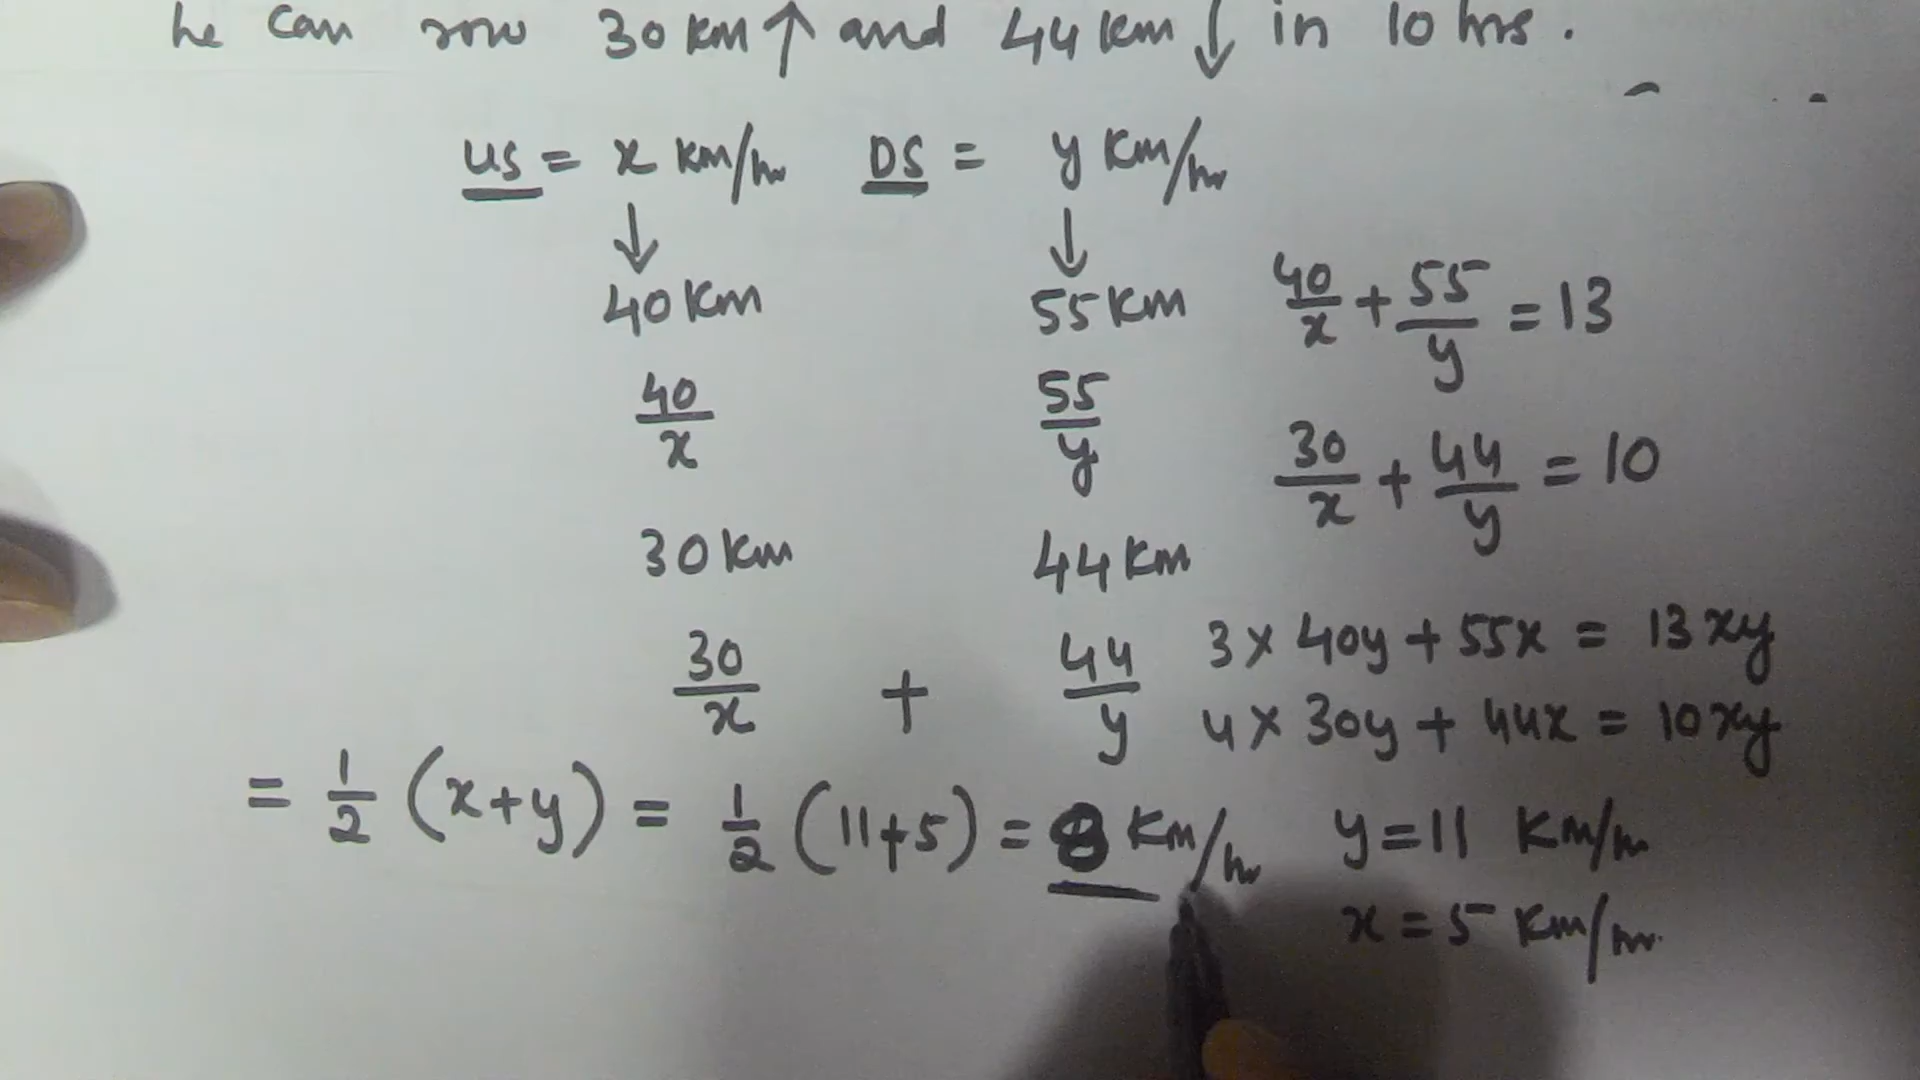 he can row 30 km ↑ and 44 km ↓ in 10 hrs.
US = x km/hr DS = y km/hr
↓ ↓
40 km 55 km
40/x 55/y
40/x + 55/y = 13
30/x + 44/y = 10
30 km 44 km
30/x + 44/y
3 x 40y + 55x = 13xy
4 x 30y + 44x = 10xy
= 1/2 (x+y) = 1/2 (11+5) = 8 km/hr
y = 11 km/hr
x = 5 km/hr.